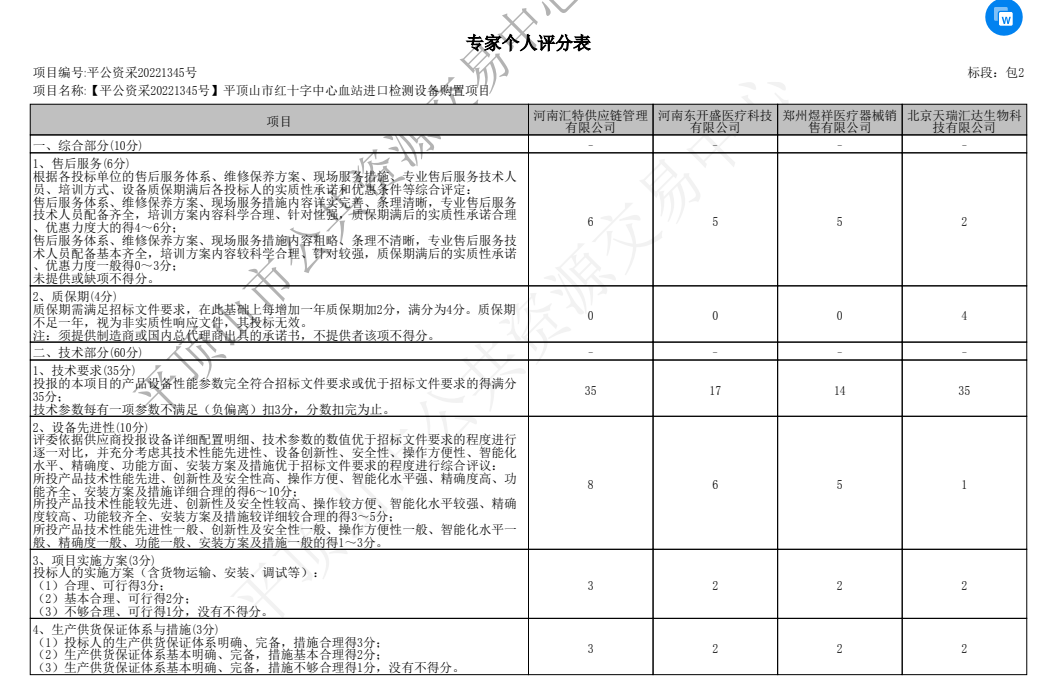 专家个人评分表
项目编号:平公资采20221345号
标段：包2
项目名称:【平公资采20221345号】平顶山市红十字中心血站进口检测设备购置项目
项目
河南汇特供应链管理
有限公司
河南东开盛医疗科技
有限公司
郑州煜祥医疗器械销
售有限公司
北京天瑞汇达生物科
技有限公司
一、综合部分(10分)
-
-
-
-
1、售后服务(6分)
根据各投标单位的售后服务体系、维修保养方案、现场服务措施、专业售后服务技术人
员、培训方式、设备质保期满后各投标人的实质性承诺和优惠条件等综合评定：
售后服务体系、维修保养方案、现场服务措施内容详实完善、条理清晰，专业售后服务
技术人员配备齐全，培训方案内容科学合理、针对性强，质保期满后的实质性承诺合理
、优惠力度大的得4～6分；
售后服务体系、维修保养方案、现场服务措施内容粗略、条理不清晰，专业售后服务技
术人员配备基本齐全，培训方案内容较科学合理、针对较强，质保期满后的实质性承诺
、优惠力度一般得0～3分；
未提供或缺项不得分。
6
5
5
2
2、质保期(4分)
质保期需满足招标文件要求，在此基础上每增加一年质保期加2分，满分为4分。质保期
不足一年，视为非实质性响应文件，其投标无效。
注：须提供制造商或国内总代理商出具的承诺书，不提供者该项不得分。
0
0
0
4
二、技术部分(60分)
-
-
-
-
1、技术要求(35分)
投报的本项目的产品设备性能参数完全符合招标文件要求或优于招标文件要求的得满分
35分；
技术参数每有一项参数不满足（负偏离）扣3分，分数扣完为止。
35
17
14
35
2、设备先进性(10分)
评委依据供应商投报设备详细配置明细、技术参数的数值优于招标文件要求的程度进行
逐一对比，并充分考虑其技术性能先进性、设备创新性、安全性、操作方便性、智能化
水平、精确度、功能方面、安装方案及措施优于招标文件要求的程度进行综合评议：
所投产品技术性能先进、创新性及安全性高、操作方便、智能化水平强、精确度高、功
能齐全、安装方案及措施详细合理的得6～10分；
所投产品技术性能较先进、创新性及安全性较高、操作较方便、智能化水平较强、精确
度较高、功能较齐全、安装方案及措施较详细较合理的得3～5分；
所投产品技术性能先进性一般、创新性及安全性一般、操作方便性一般、智能化水平一
般、精确度一般、功能一般、安装方案及措施一般的得1～3分。
8
6
5
1
3、项目实施方案(3分)
投标人的实施方案（含货物运输、安装、调试等）：
（1）合理、可行得3分；
（2）基本合理、可行得2分；
（3）不够合理、可行得1分，没有不得分。
3
2
2
2
4、生产供货保证体系与措施(3分)
（1）投标人的生产供货保证体系明确、完备，措施合理得3分；
（2）生产供货保证体系基本明确、完备，措施基本合理得2分；
（3）生产供货保证体系基本明确、完备，措施不够合理得1分，没有不得分。
3
2
2
2
平顶山市公共资源交易中心
平顶山市公共资源交易中心
W